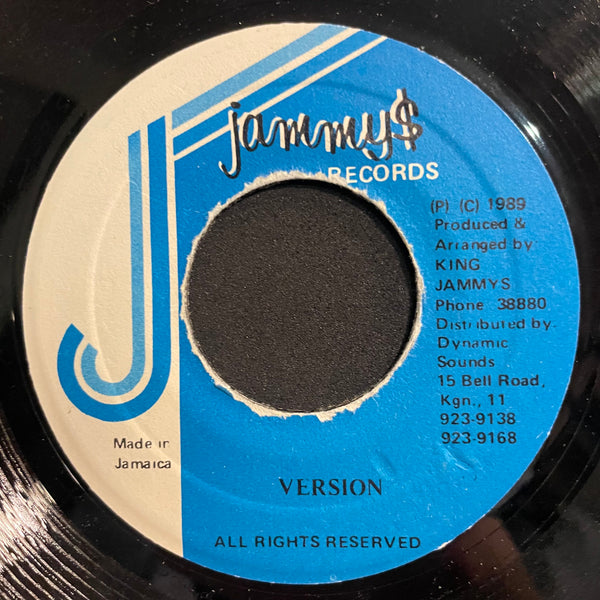 jammy$
RECORDS
(P) (C) 1989
Produced &
Arranged by
KING
JAMMYS
Phone 38880
Distributed by
Dynamic
Sounds
15 Bell Road,
Kgn., 11
923-9138
923-9168
Made in
Jamaica
VERSION
ALL RIGHTS RESERVED